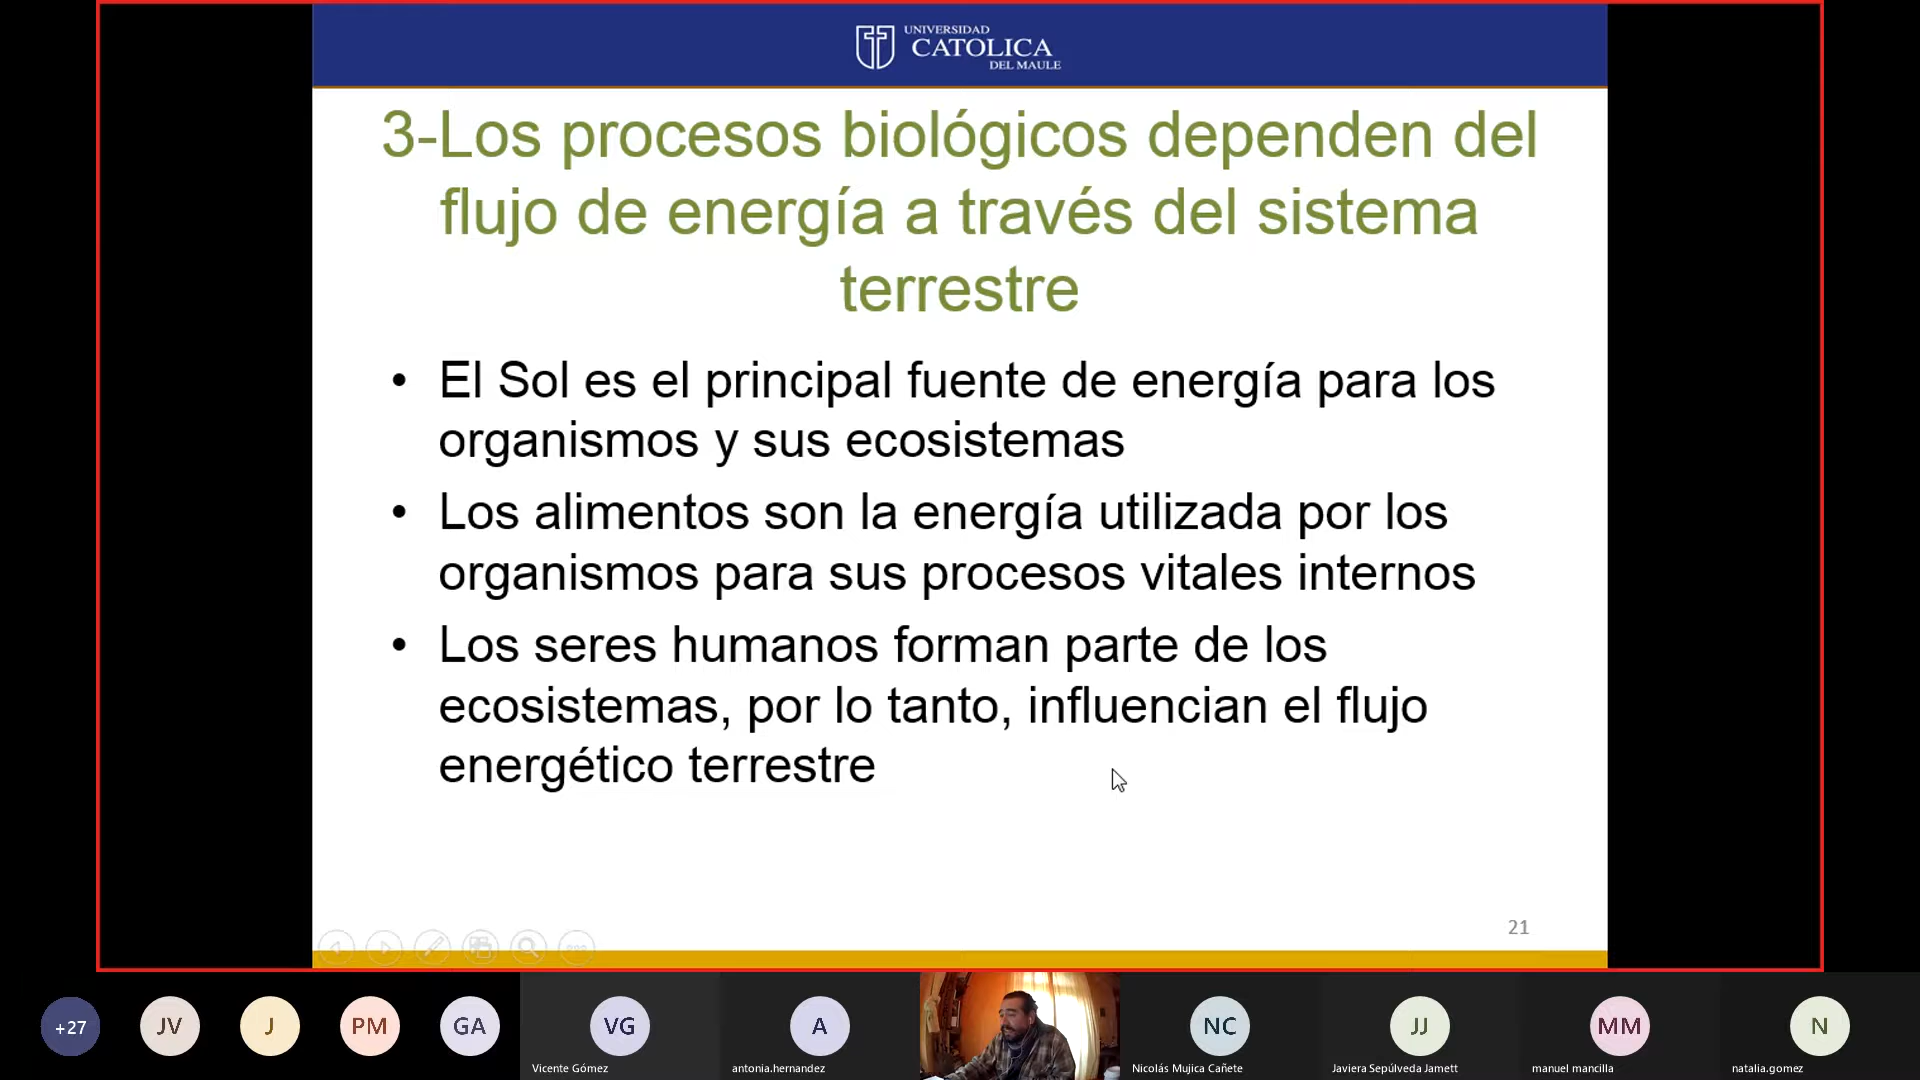 UNIVERSIDAD
CATOLICA
DEL MAULE
3-Los procesos biológicos dependen del
flujo de energía a través del sistema
terrestre
• El Sol es el principal fuente de energía para los
organismos y sus ecosistemas
• Los alimentos son la energía utilizada por los
organismos para sus procesos vitales internos
• Los seres humanos forman parte de los
ecosistemas, por lo tanto, influencian el flujo
energético terrestre
21
+27
JV
J
PM
GA
VG
A
NC
JJ
MM
N
Vicente Gómez
antonia.hernandez
Nicolás Mujica Cañete
Javiera Sepúlveda Jamett
manuel mancilla
natalia.gomez